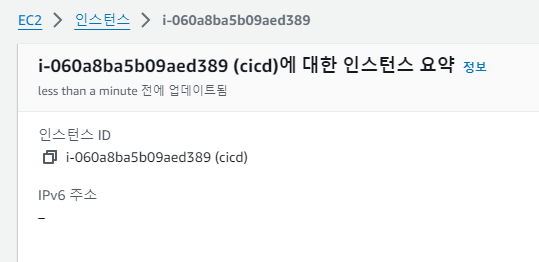 EC2 > 인스턴스 > i-060a8ba5b09aed389
i-060a8ba5b09aed389 (cicd)에 대한 인스턴스 요약 정보
less than a minute 전에 업데이트됨
인스턴스 ID
i-060a8ba5b09aed389 (cicd)
IPv6 주소
–